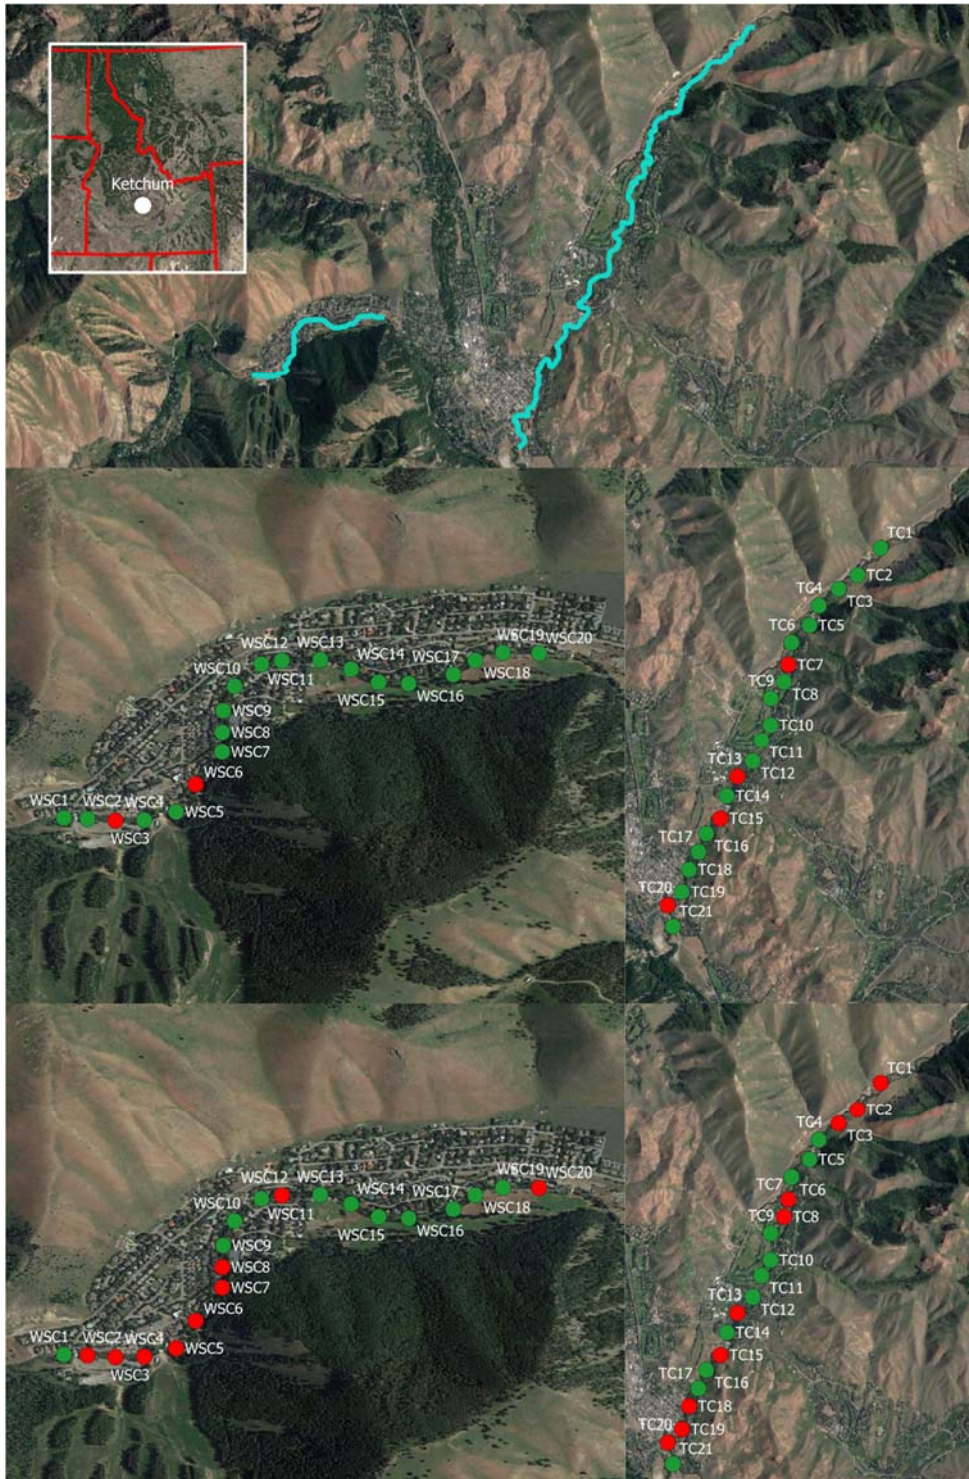 Ketchum
TC1
TC2
TC4
TC3
TC5
TC6
TC7
TC9
TC8
TC10
TC11
TC13
TC12
TC14
TC15
TC17
TC16
TC18
TC20
TC19
TC21
WSC19
WSC20
WSC12
WSC13
WSC14
WSC17
WSC10
WSC11
WSC18
WSC15
WSC16
WSC9
WSC8
WSC7
WSC6
WSC1
WSC2
WSC4
WSC5
WSC3
TC1
TC2
TC4
TC3
TC5
TC7
TC6
TC8
TC9
TC10
TC11
TC13
TC12
TC14
TC15
TC17
TC16
TC18
TC20
TC19
TC21
WSC19
WSC20
WSC12
WSC13
WSC14
WSC17
WSC10
WSC11
WSC18
WSC15
WSC16
WSC9
WSC8
WSC7
WSC6
WSC1
WSC2
WSC4
WSC5
WSC3